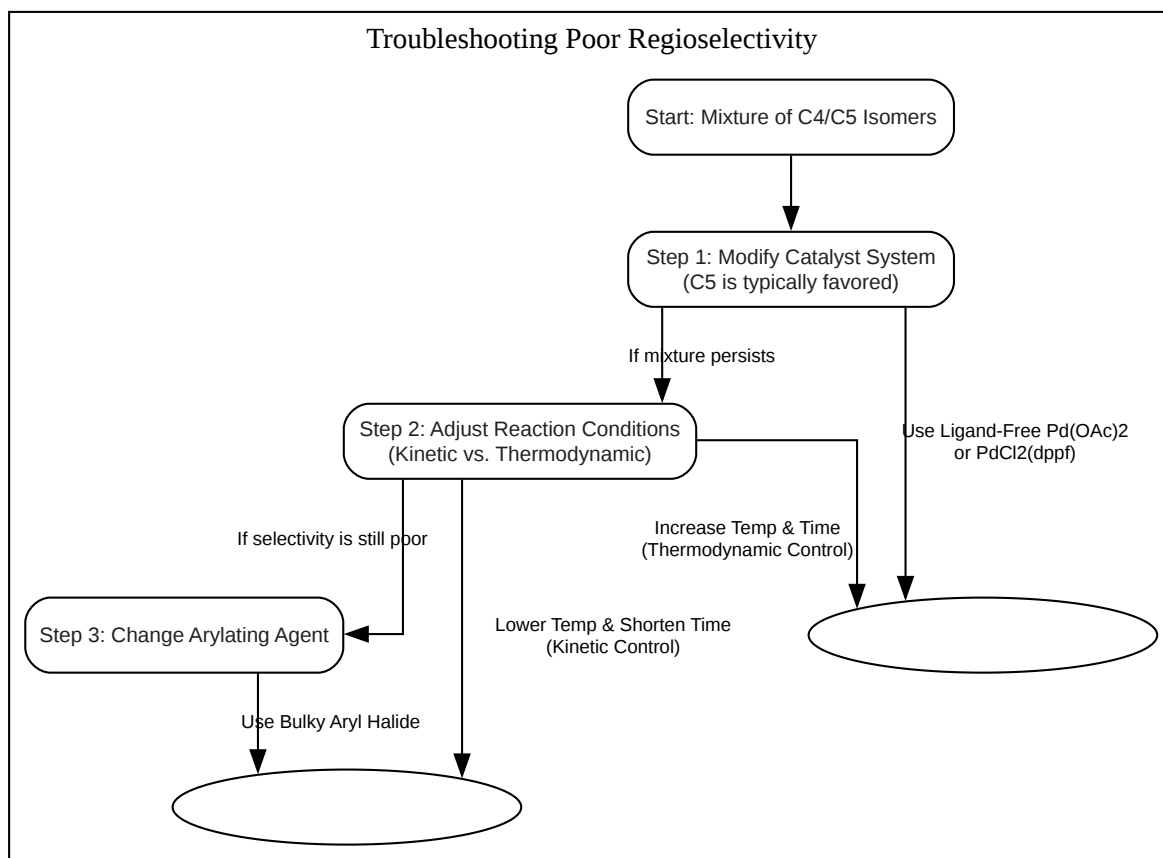 Troubleshooting Poor Regioselectivity
Start: Mixture of C4/C5 Isomers
Step 1: Modify Catalyst System
(C5 is typically favored)
If mixture persists
Use Ligand-Free Pd(OAc)2
or PdCl2(dppf)
Step 2: Adjust Reaction Conditions
(Kinetic vs. Thermodynamic)
If selectivity is still poor
Increase Temp & Time
(Thermodynamic Control)
Step 3: Change Arylating Agent
Lower Temp & Shorten Time
(Kinetic Control)
Use Bulky Aryl Halide